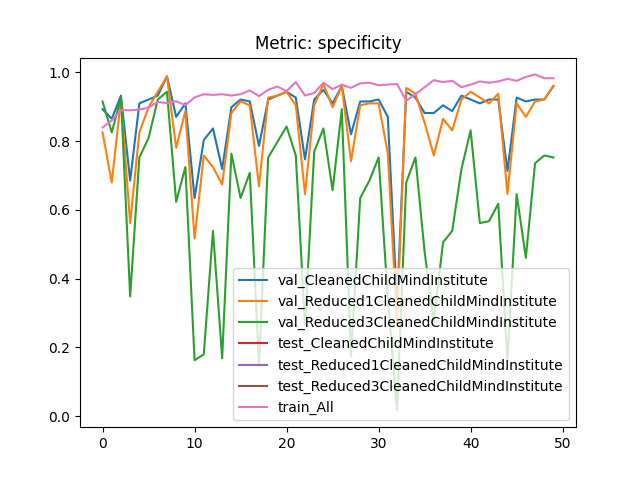 Metric: specificity
1.0
0.8
0.6
0.4
0.2
0.0
0
10
20
30
40
50
val_CleanedChildMindInstitute
val_Reduced1CleanedChildMindInstitute
val_Reduced3CleanedChildMindInstitute
test_CleanedChildMindInstitute
test_Reduced1CleanedChildMindInstitute
test_Reduced3CleanedChildMindInstitute
train_All